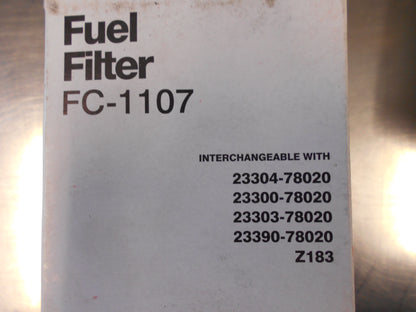 Fuel
Filter
FC-1107
INTERCHANGEABLE WITH
23304-78020
23300-78020
23303-78020
23390-78020
Z183